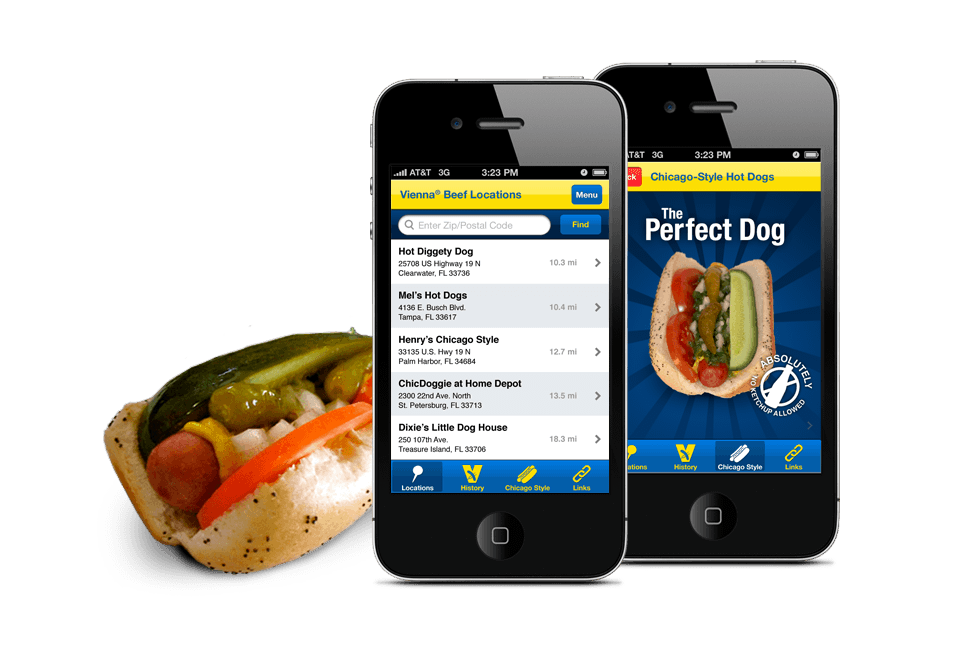 AT&T 3G 3:23 PM
Vienna® Beef Locations
Menu
Enter Zip/Postal Code
Find
Hot Diggety Dog
25708 US Highway 19 N
Clearwater, FL 33736
10.3 mi
Mel's Hot Dogs
4136 E. Busch Blvd.
Tampa, FL 33617
10.4 mi
Henry's Chicago Style
33135 U.S. Hwy 19 N
Palm Harbor, FL 34684
12.7 mi
ChicDoggie at Home Depot
2300 22nd Ave. North
St. Petersburg, FL 33713
13.5 mi
Dixie's Little Dog House
250 107th Ave.
Treasure Island, FL 33706
18.3 mi
Locations
History
Chicago Style
Links
AT&T 3G 3:23 PM
ck
Chicago-Style Hot Dogs
The
Perfect Dog
ABSOLUTELY
NO KETCHUP ALLOWED
ations
History
Chicago Style
Links